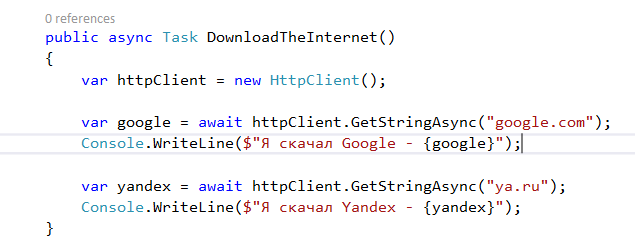 0 references
public async Task DownloadTheInternet()
{
var httpClient = new HttpClient();
var google = await httpClient.GetStringAsync("google.com");
Console.WriteLine($"Я скачал Google - {google}");
var yandex = await httpClient.GetStringAsync("ya.ru");
Console.WriteLine($"Я скачал Yandex - {yandex}");
}